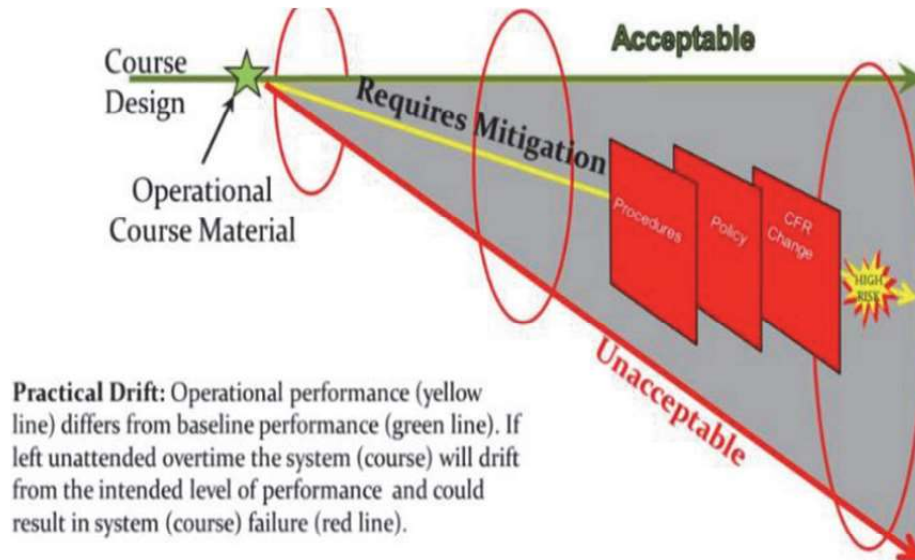 Acceptable
Course
Design
Requires Mitigation
Operational
Course Material
Procedures
Policy
CFR
Change
HIGH
RISK
Unacceptable
Practical Drift: Operational performance (yellow
line) differs from baseline performance (green line). If
left unattended overtime the system (course) will drift
from the intended level of performance and could
result in system (course) failure (red line).